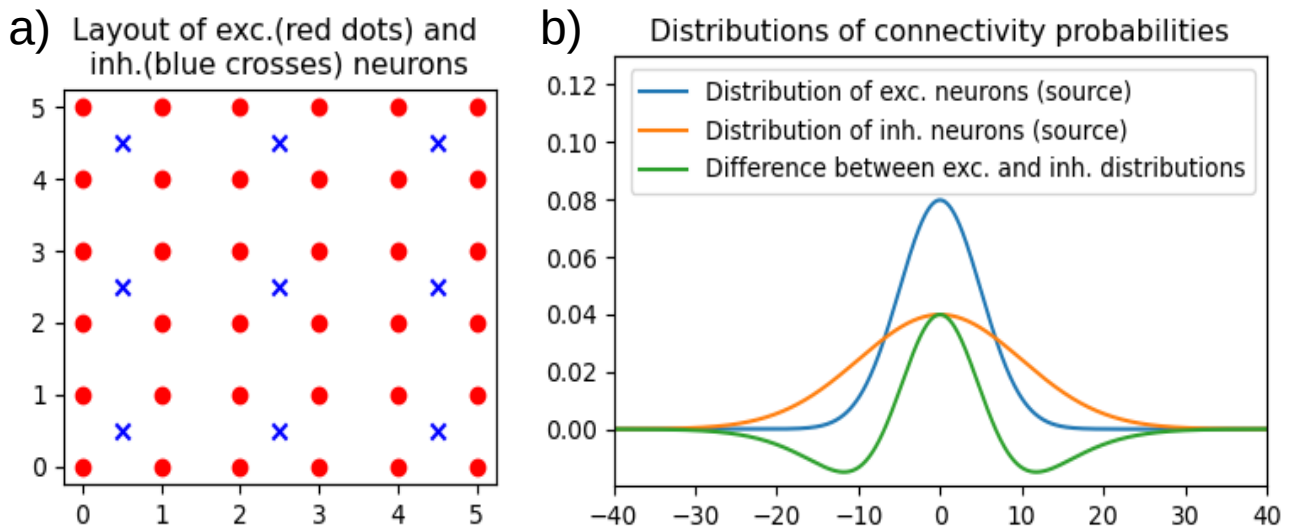 a)
Layout of exc.(red dots) and
inh.(blue crosses) neurons
5
4
3
2
1
0
0 1 2 3 4 5
b)
Distributions of connectivity probabilities
Distribution of exc. neurons (source)
Distribution of inh. neurons (source)
Difference between exc. and inh. distributions
0.12
0.10
0.08
0.06
0.04
0.02
0.00
−40 −30 −20 −10 0 10 20 30 40